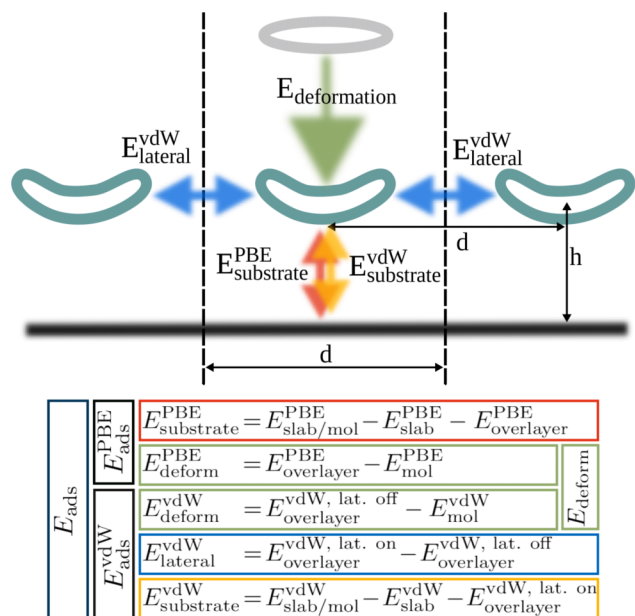 E_deformation
E_lateral^vdW
E_lateral^vdW
d
E_substrate^PBE
E_substrate^vdW
h
d
E_ads
E_ads^PBE
E_substrate^PBE = E_slab/mol^PBE − E_slab^PBE − E_overlayer^PBE
E_deform^PBE = E_overlayer^PBE − E_mol^PBE
E_deform
E_ads^vdW
E_deform^vdW = E_overlayer^vdW, lat. off − E_mol^vdW
E_lateral^vdW = E_overlayer^vdW, lat. on − E_overlayer^vdW, lat. off
E_substrate^vdW = E_slab/mol^vdW − E_slab^vdW − E_overlayer^vdW, lat. on